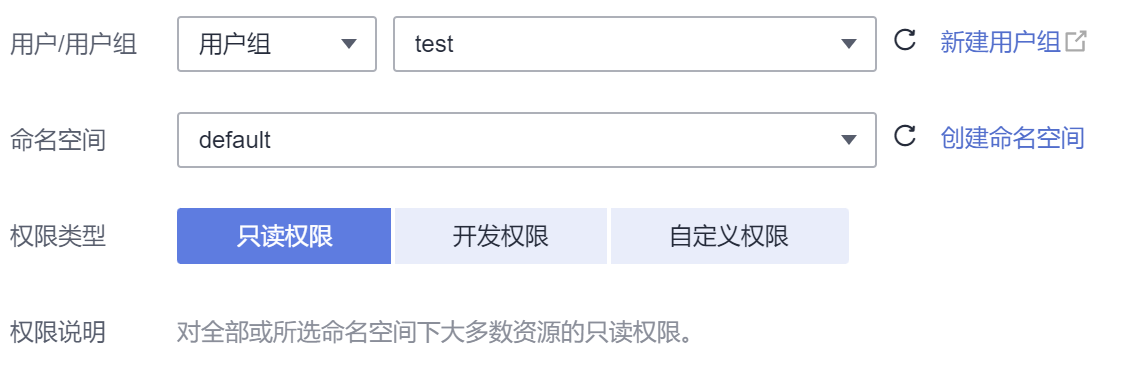 用户/用户组 用户组 test 新建用户组
命名空间 default 创建命名空间
权限类型 只读权限 开发权限 自定义权限
权限说明 对全部或所选命名空间下大多数资源的只读权限。